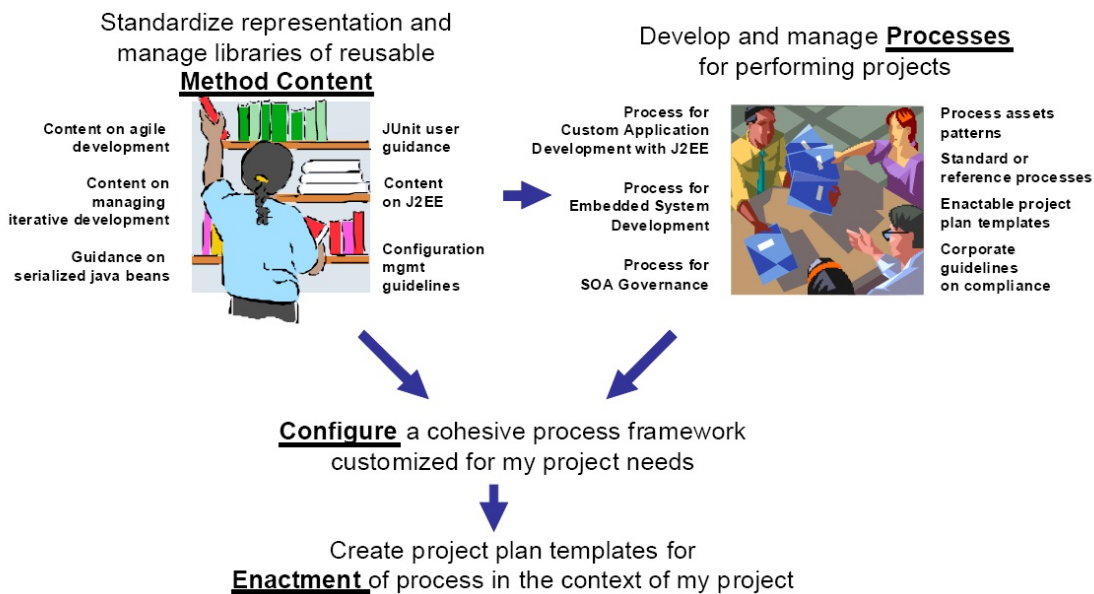 Standardize representation and
manage libraries of reusable
Method Content
Content on agile
development
Content on
managing
iterative development
Guidance on
serialized java beans
JUnit user
guidance
Content
on J2EE
Configuration
mgmt
guidelines
Develop and manage Processes
for performing projects
Process for
Custom Application
Development with J2EE
Process for
Embedded System
Development
Process for
SOA Governance
Process assets
patterns
Standard or
reference processes
Enactable project
plan templates
Corporate
guidelines
on compliance
Configure a cohesive process framework
customized for my project needs
Create project plan templates for
Enactment of process in the context of my project